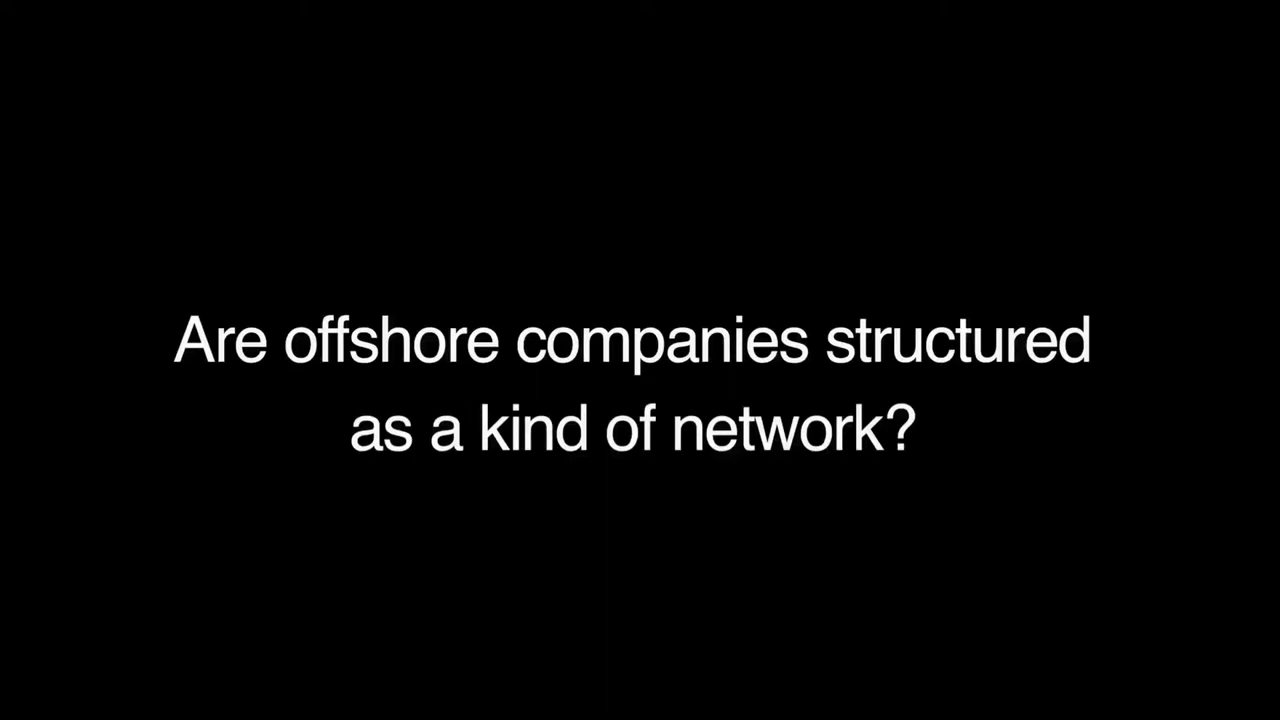 Are offshore companies structured
as a kind of network?